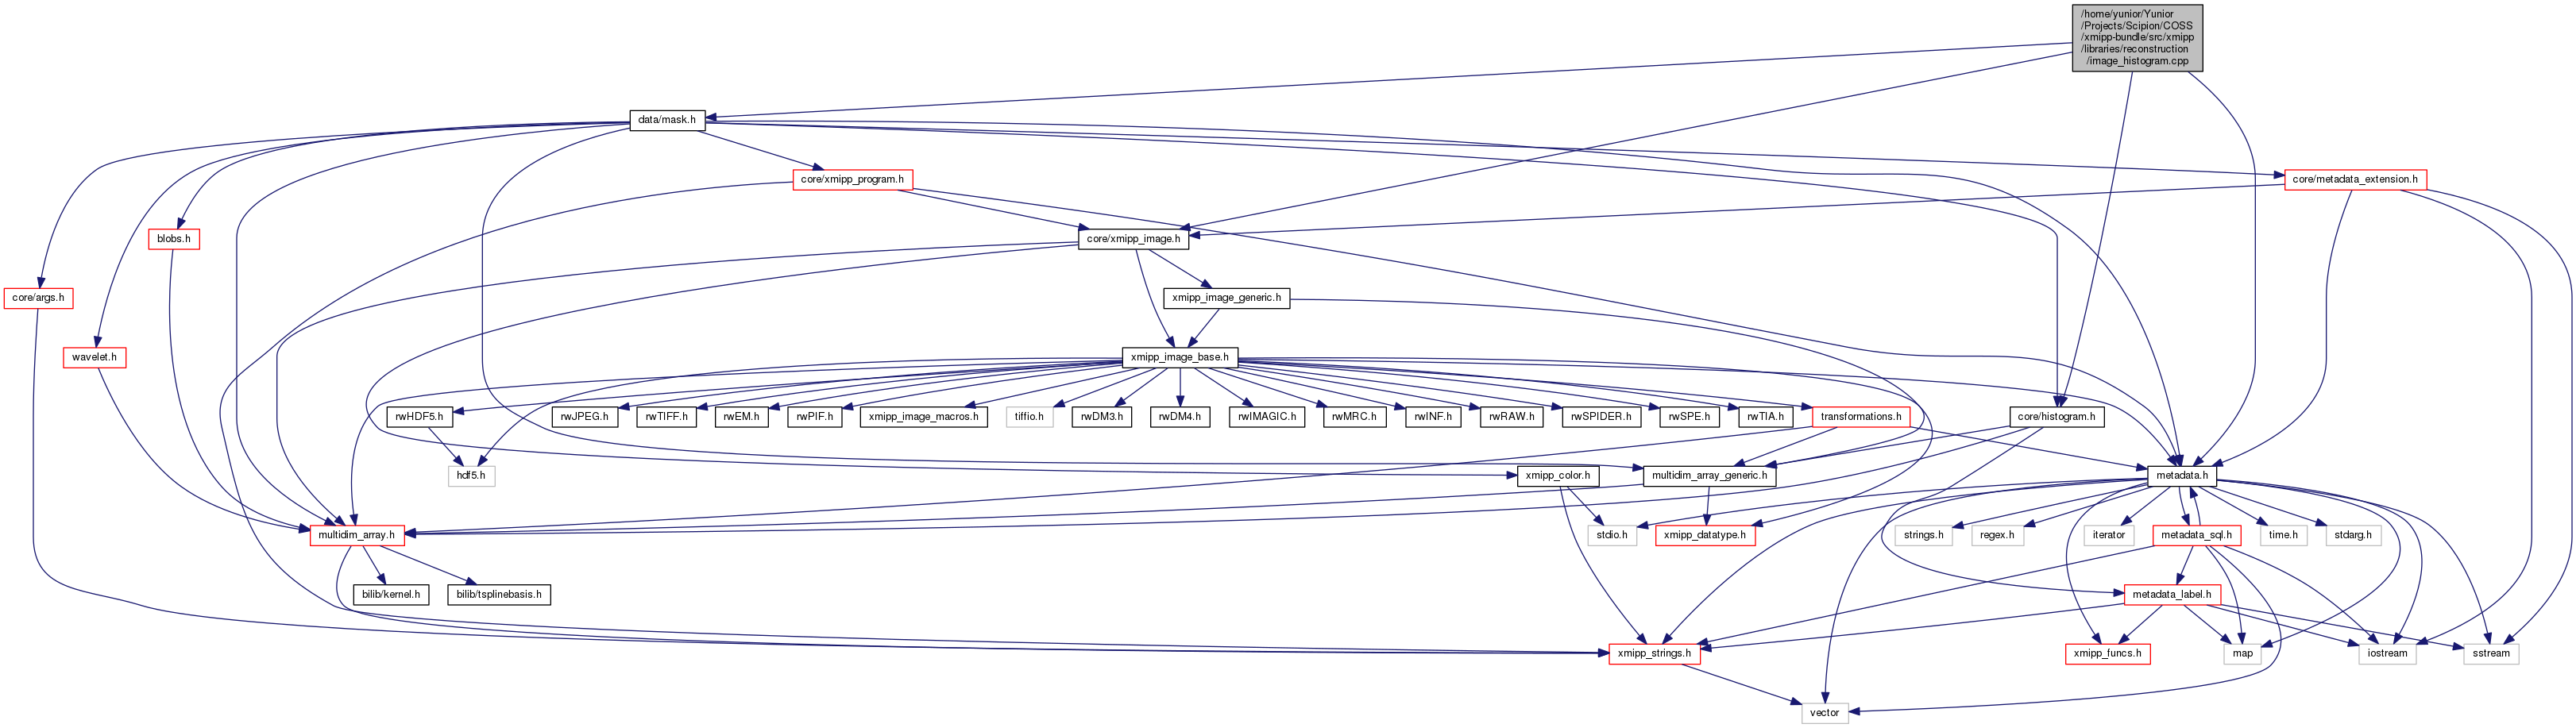 /home/yunior/Yunior
/Projects/Scipion/COSS
/xmipp-bundle/src/xmipp
/libraries/reconstruction
/image_histogram.cpp
data/mask.h
core/xmipp_program.h
core/metadata_extension.h
blobs.h
core/xmipp_image.h
core/args.h
xmipp_image_generic.h
wavelet.h
xmipp_image_base.h
rwHDF5.h
rwJPEG.h
rwTIFF.h
rwEM.h
rwPIF.h
xmipp_image_macros.h
tiffio.h
rwDM3.h
rwDM4.h
rwIMAGIC.h
rwMRC.h
rwINF.h
rwRAW.h
rwSPIDER.h
rwSPE.h
rwTIA.h
transformations.h
core/histogram.h
hdf5.h
xmipp_color.h
multidim_array_generic.h
metadata.h
multidim_array.h
stdio.h
xmipp_datatype.h
strings.h
regex.h
iterator
metadata_sql.h
time.h
stdarg.h
bilib/kernel.h
bilib/tsplinebasis.h
metadata_label.h
xmipp_strings.h
xmipp_funcs.h
map
iostream
sstream
vector